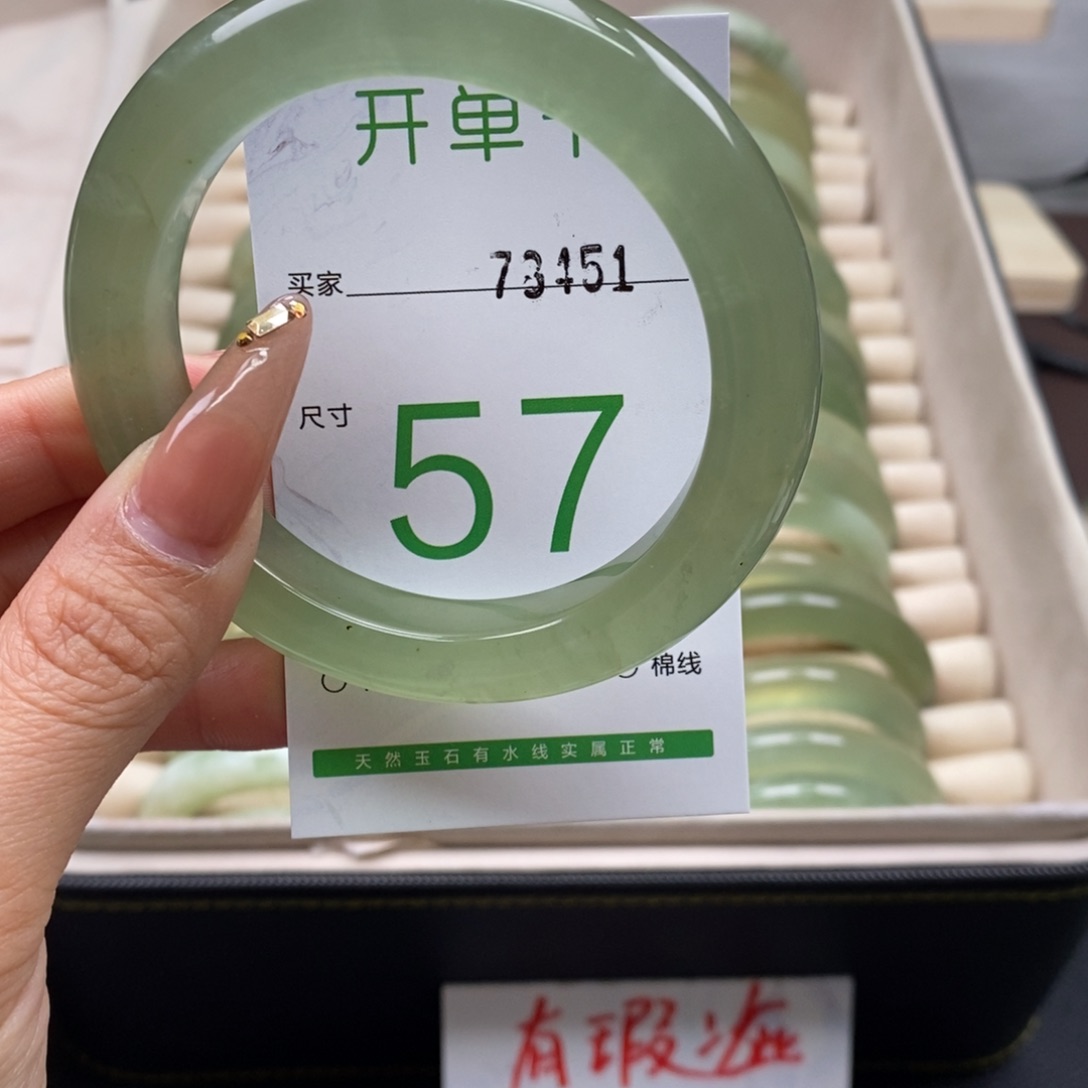 开单
买家 73451
尺寸 57
棉线
天然玉石有水线实属正常
有瑕疵